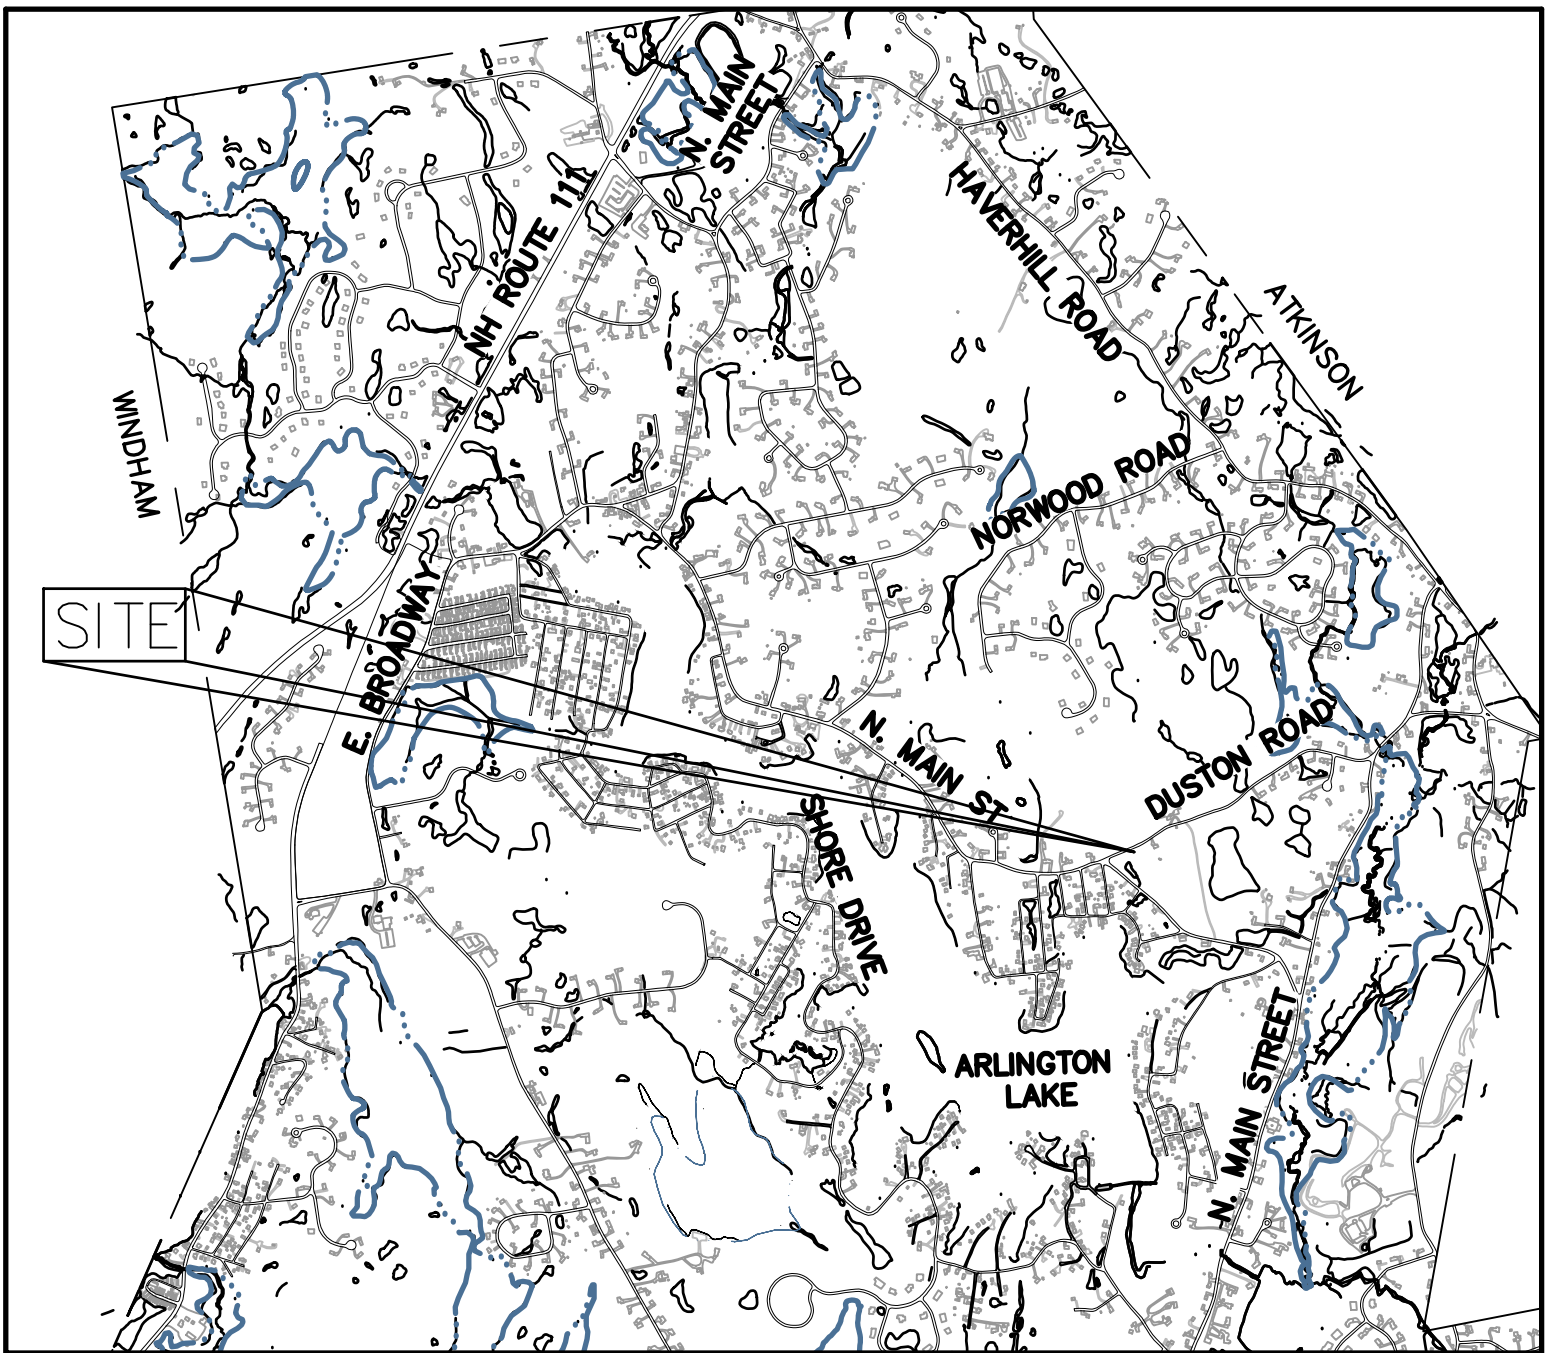 N. MAIN
STREET
HAVERHILL ROAD
NH ROUTE 111
ATKINSON
WINDHAM
NORWOOD ROAD
SITE
E. BROADWAY
N. MAIN ST
DUSTON ROAD
SHORE DRIVE
ARLINGTON
LAKE
N. MAIN STREET